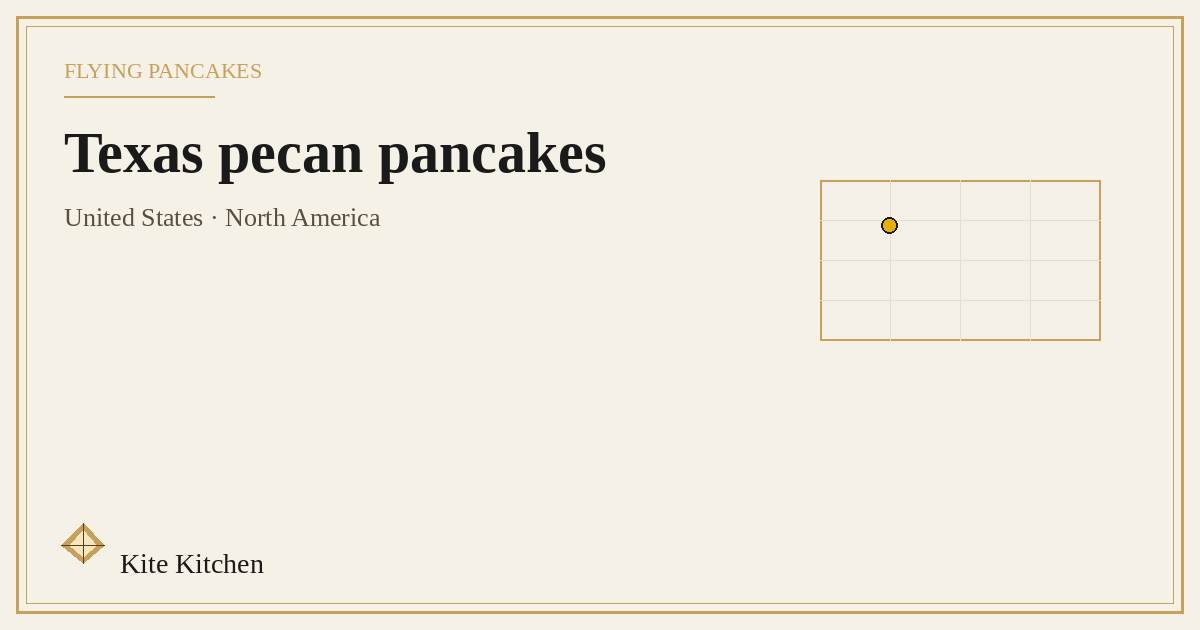 FLYING PANCAKES
Texas pecan pancakes
United States · North America
Kite Kitchen